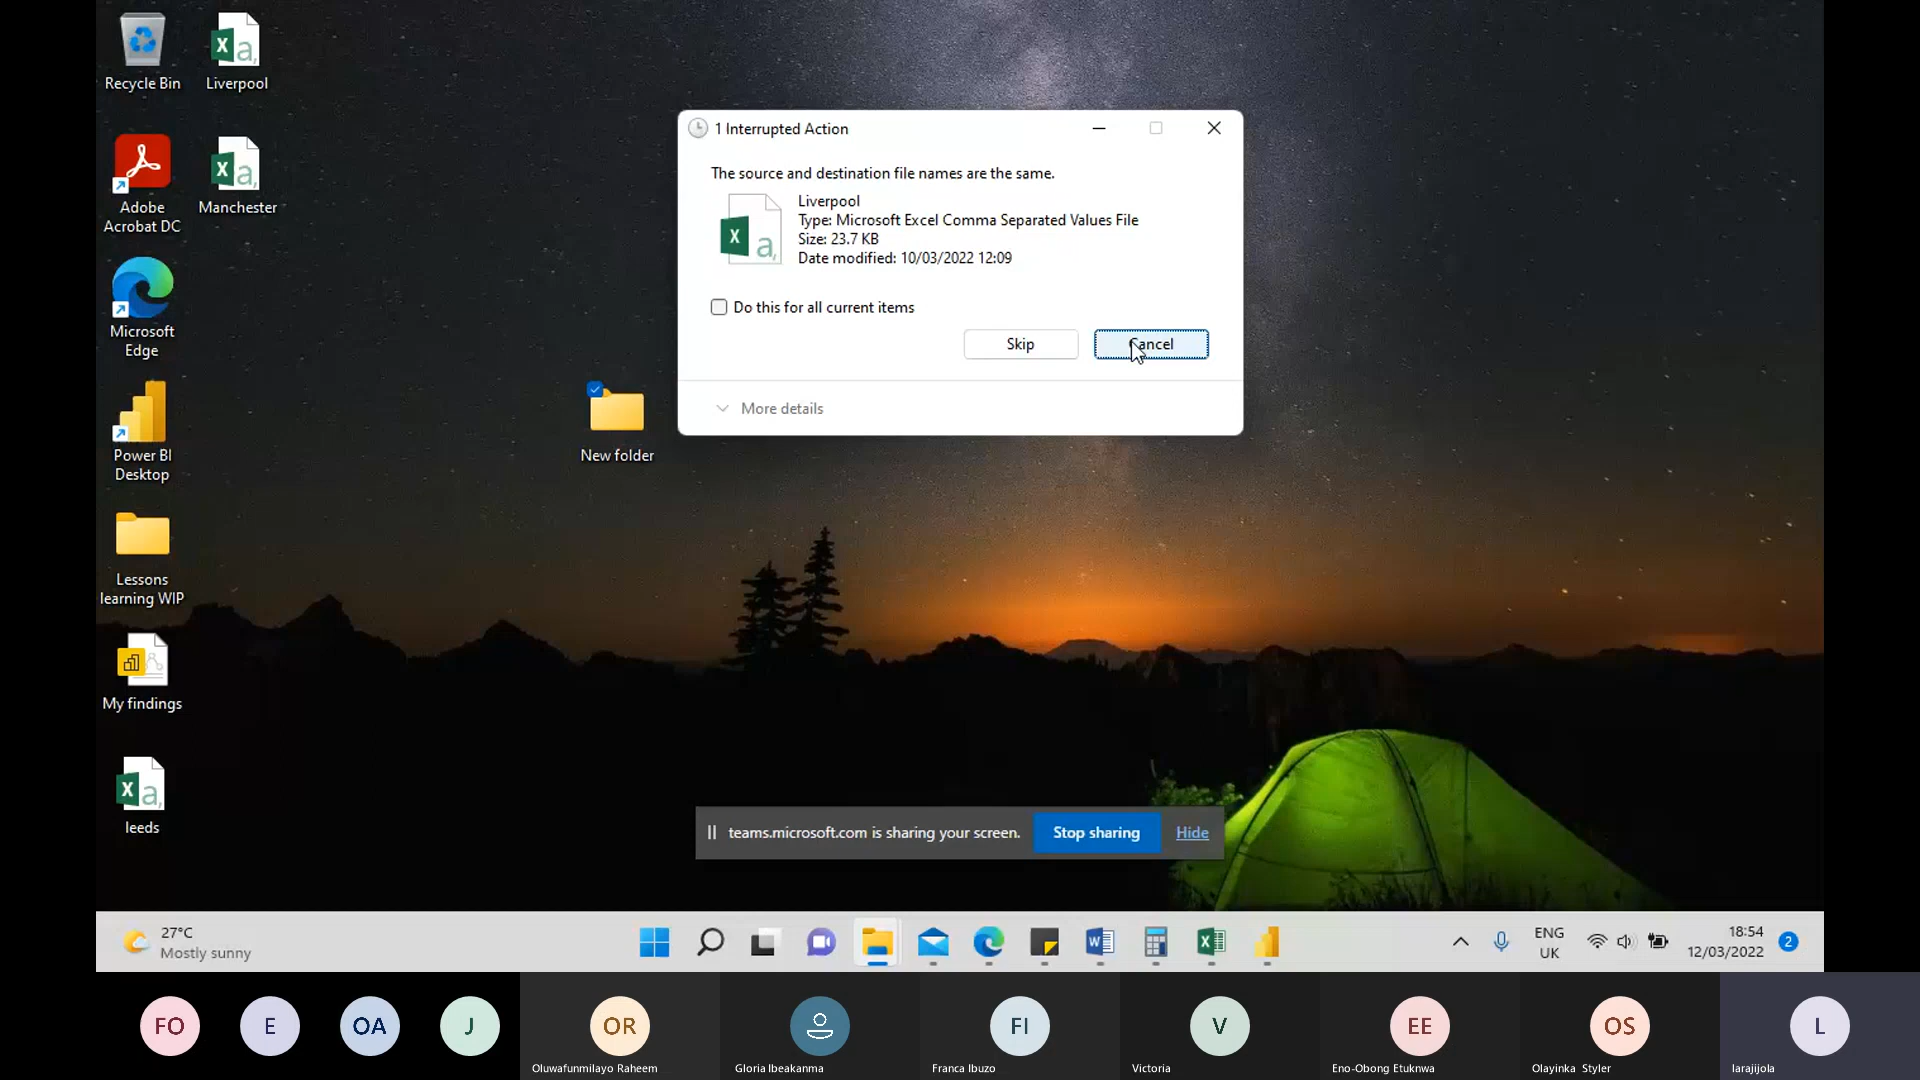 Recycle Bin
Liverpool
Adobe
Acrobat DC
Manchester
Microsoft
Edge
Power BI
Desktop
Lessons
learning WIP
My findings
leeds
New folder
1 Interrupted Action
The source and destination file names are the same.
Liverpool
Type: Microsoft Excel Comma Separated Values File
Size: 23.7 KB
Date modified: 10/03/2022 12:09
Do this for all current items
Skip
Cancel
More details
teams.microsoft.com is sharing your screen.
Stop sharing
Hide
27°C
Mostly sunny
ENG
UK
18:54
12/03/2022
2
FO
E
OA
J
OR
Oluwafunmilayo Raheem
Gloria Ibeakanma
FI
Franca Ibuzo
V
Victoria
EE
Eno-Obong Etuknwa
OS
Olayinka Styler
L
larajijola